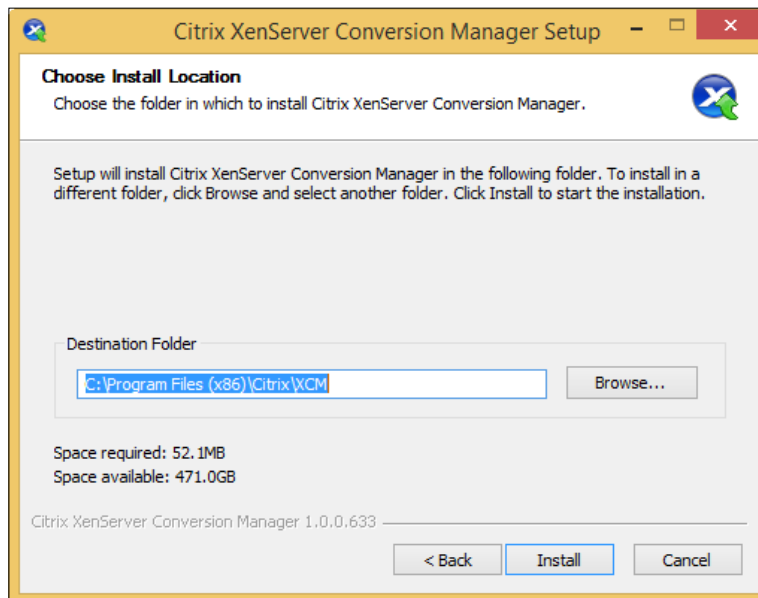 Citrix XenServer Conversion Manager Setup
Choose Install Location
Choose the folder in which to install Citrix XenServer Conversion Manager.
Setup will install Citrix XenServer Conversion Manager in the following folder. To install in a
different folder, click Browse and select another folder. Click Install to start the installation.
Destination Folder
C:\Program Files (x86)\Citrix\XCM
Browse...
Space required: 52.1MB
Space available: 471.0GB
Citrix XenServer Conversion Manager 1.0.0.633
< Back
Install
Cancel